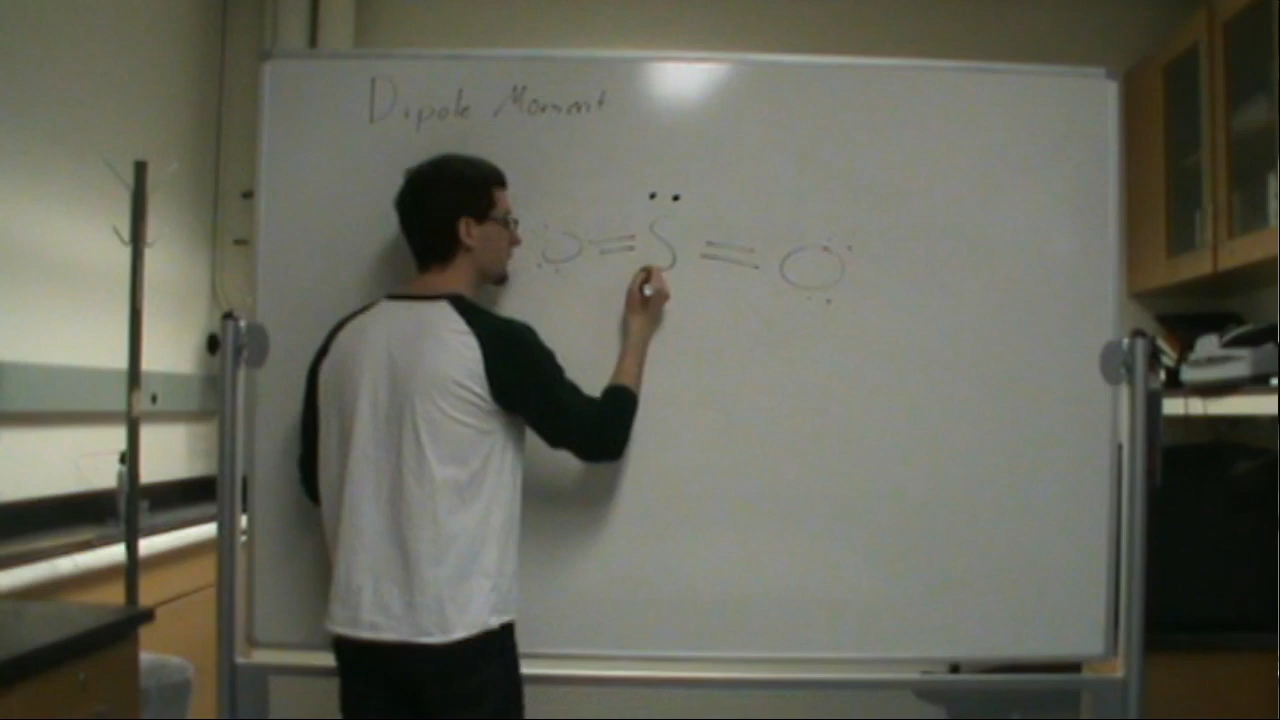 Dipole Moment
O = S = O